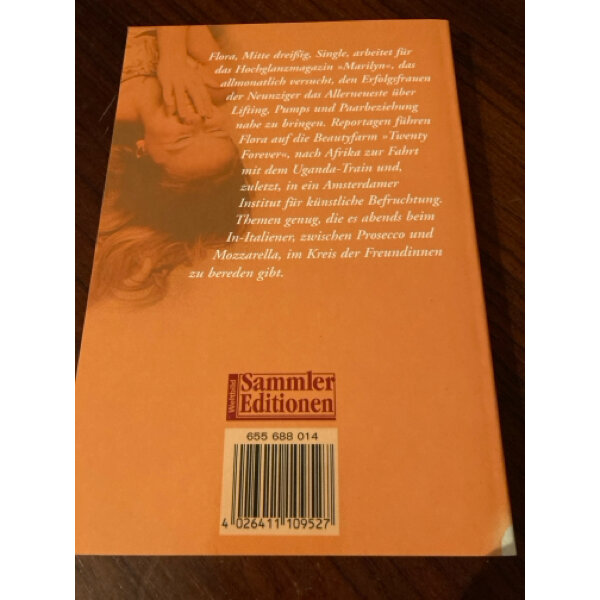 Flora, Mitte dreißig, Single, arbeitet für
das Hochglanzmagazin »Marilyn«, das
allmonatlich versucht, den Erfolgsfrauen
der Neunziger das Allerneueste über
Lifting, Pumps und Paarbeziehung
nahe zu bringen. Reportagen führen
Flora auf die Beautyfarm »Twenty
Forever«, nach Afrika zur Fahrt
mit dem Uganda-Train und,
zuletzt, in ein Amsterdamer
Institut für künstliche Befruchtung.
Themen genug, die es abends beim
In-Italiener, zwischen Prosecco und
Mozzarella, im Kreis der Freundinnen
zu bereden gibt.
Weltbild
Sammler
Editionen
655 688 014
4 026411 109527